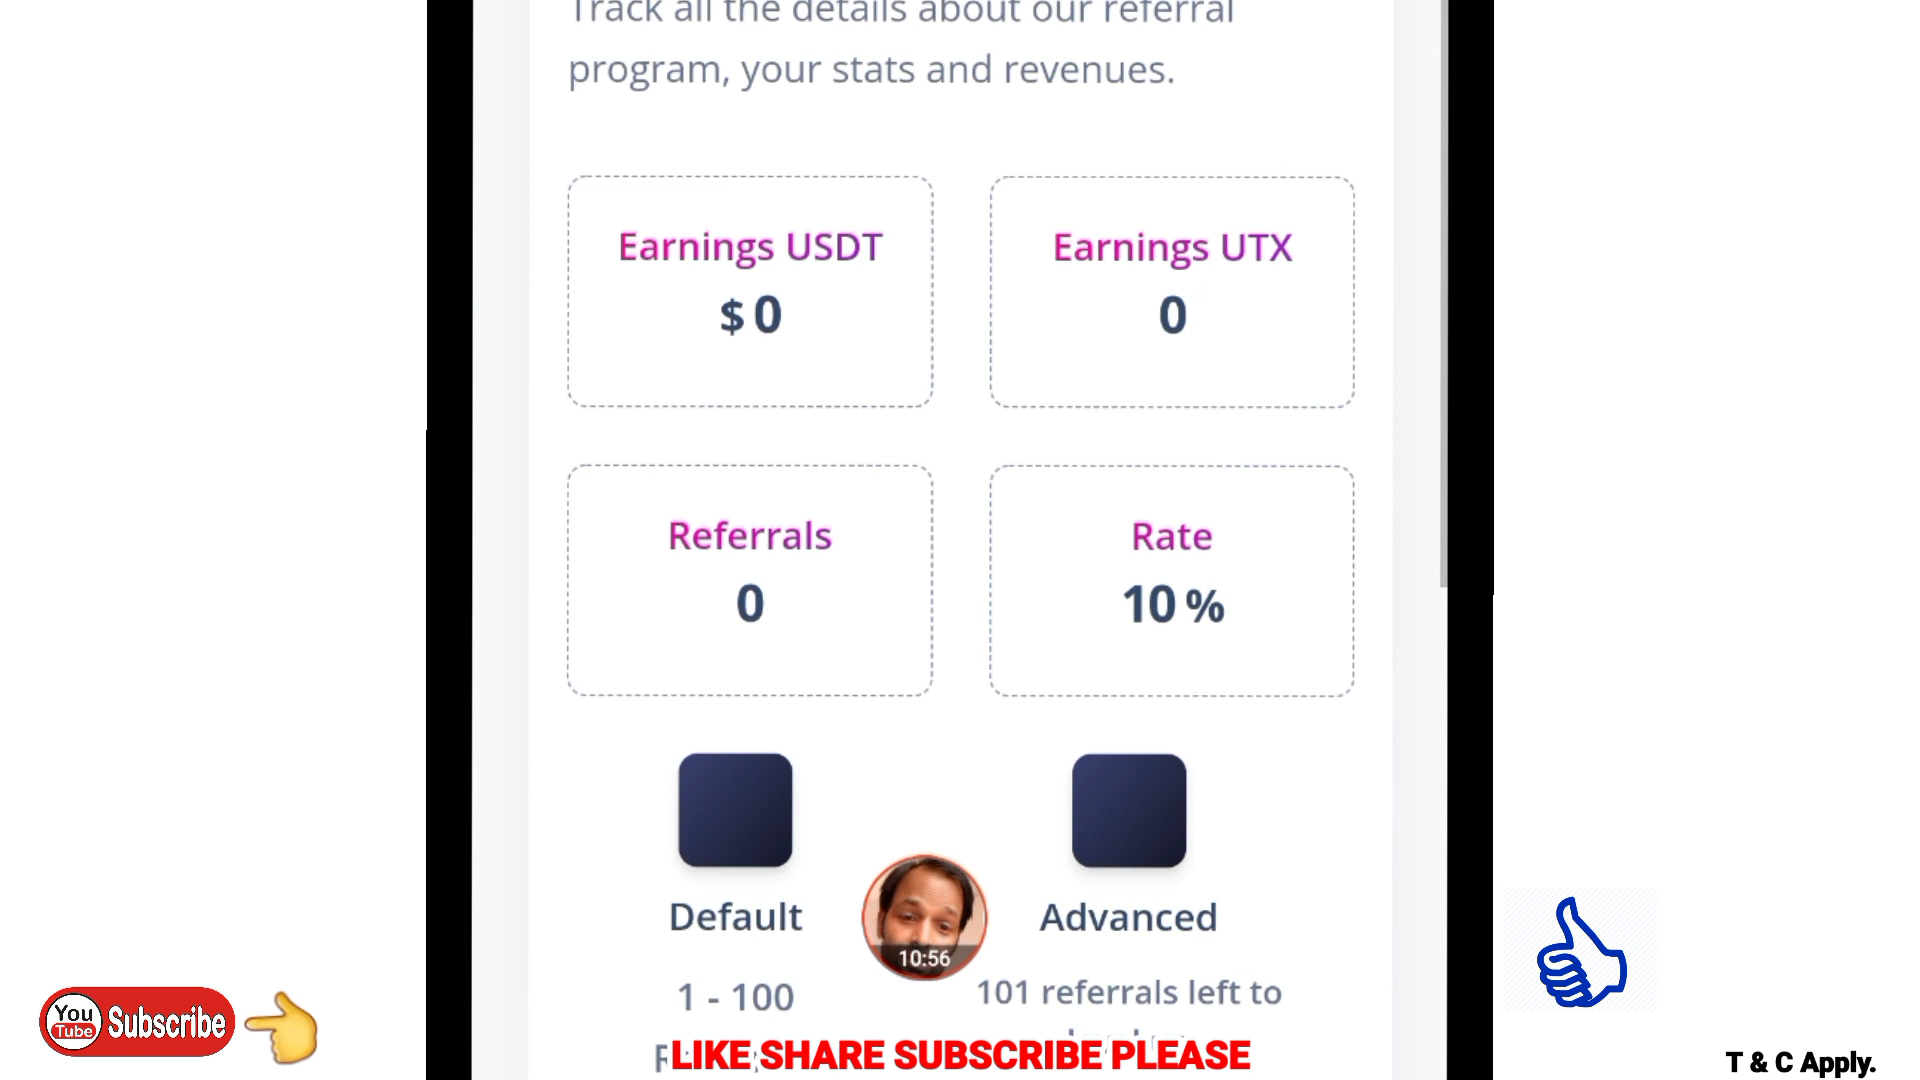 Track all the details about our referral
program, your stats and revenues.
Earnings USDT
$ 0
Earnings UTX
0
Referrals
0
Rate
10 %
Default
Advanced
10:56
1 - 100
101 referrals left to
You
Tube
Subscribe
LIKE SHARE SUBSCRIBE PLEASE
T & C Apply.